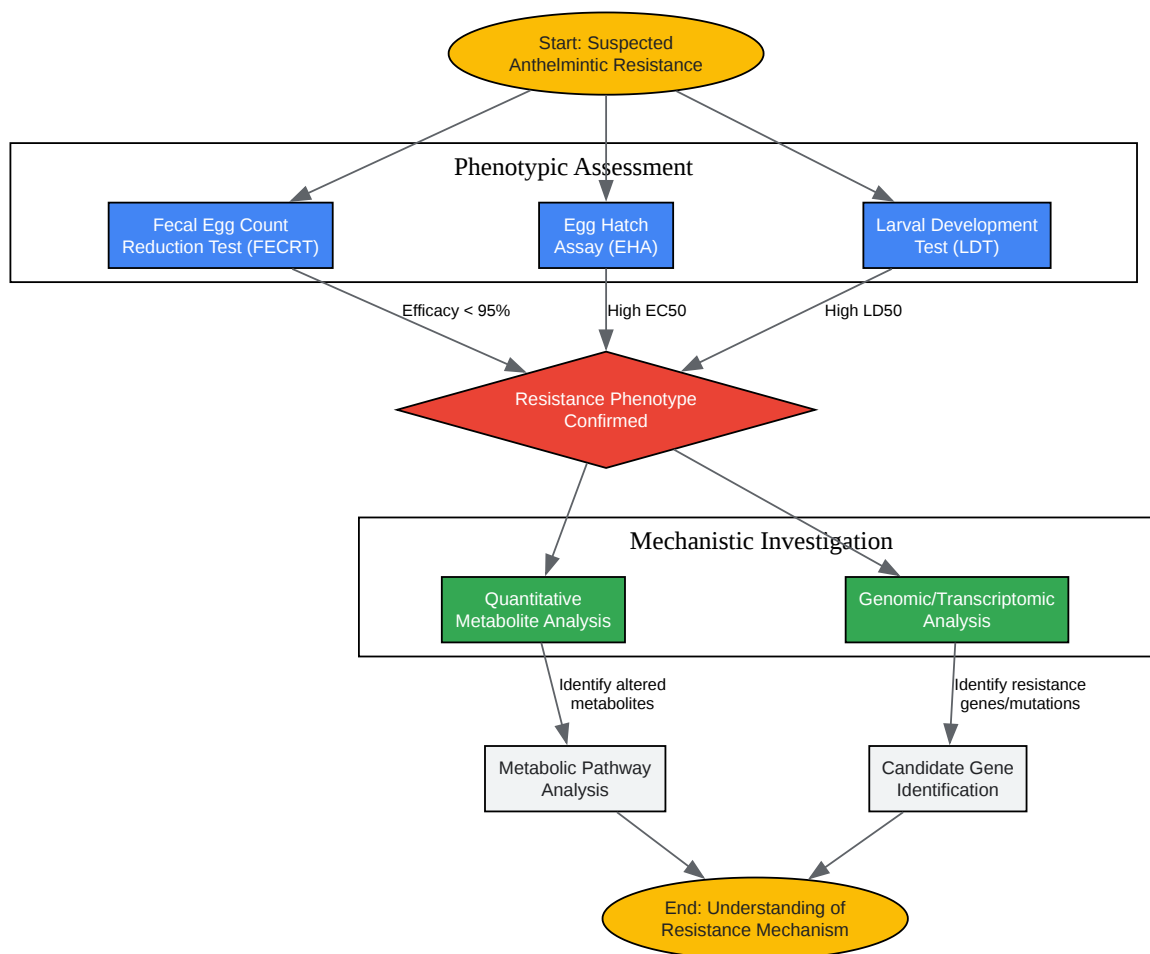 Start: Suspected
Anthelmintic Resistance
Phenotypic Assessment
Fecal Egg Count
Reduction Test (FECRT)
Egg Hatch
Assay (EHA)
Larval Development
Test (LDT)
Efficacy < 95%
High EC50
High LD50
Resistance Phenotype
Confirmed
Mechanistic Investigation
Quantitative
Metabolite Analysis
Genomic/Transcriptomic
Analysis
Identify altered
metabolites
Identify resistance
genes/mutations
Metabolic Pathway
Analysis
Candidate Gene
Identification
End: Understanding of
Resistance Mechanism